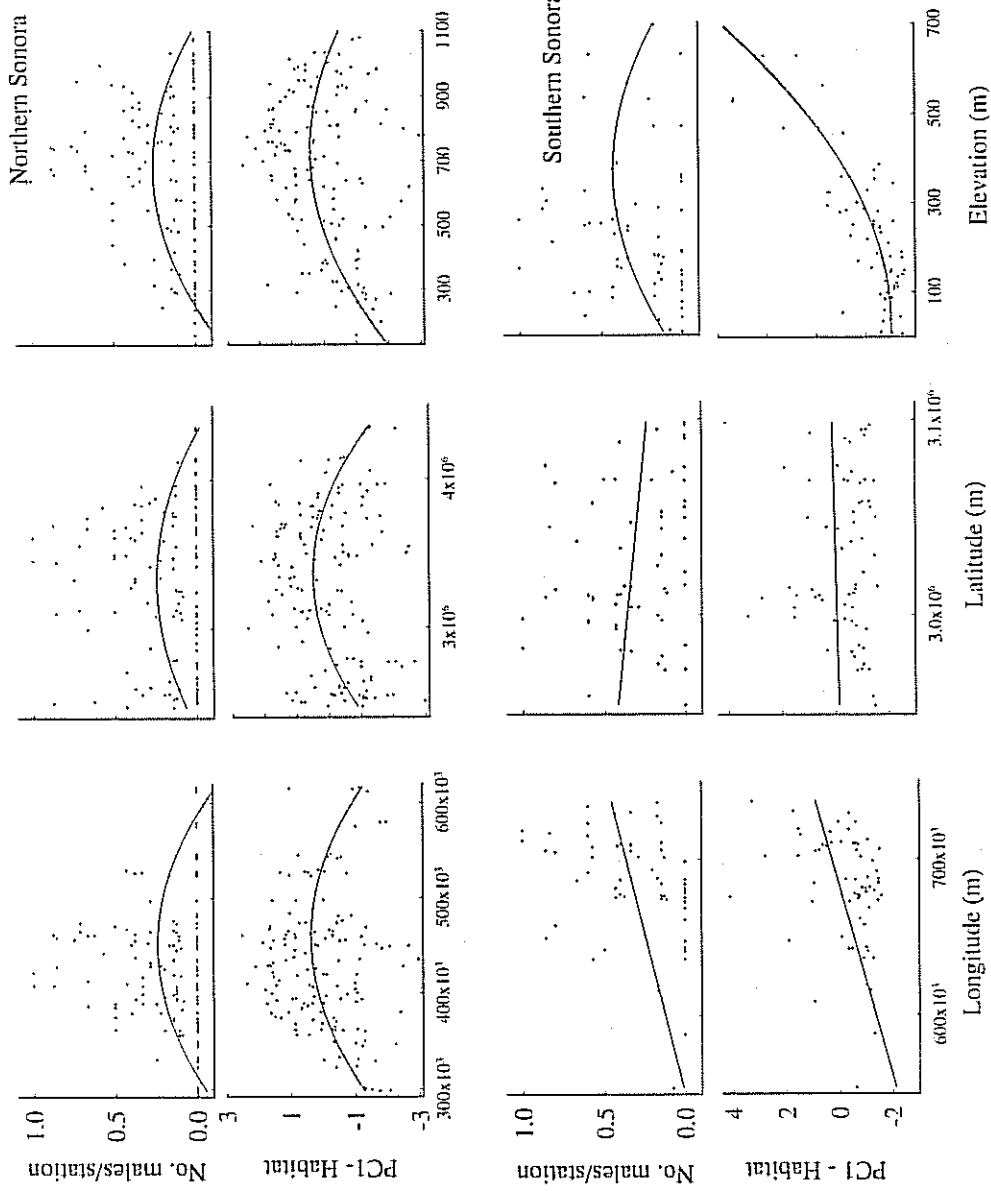 Northern Sonora
No. males/station
1.0
0.5
0.0
PC1 - Habitat
3
1
-1
-3
300x10³ 400x10³ 500x10³ 600x10³
3x10⁶ 4x10⁶
300 500 700 900 1100
Southern Sonora
No. males/station
1.0
0.5
0.0
PC1 - Habitat
4
2
0
-2
600x10³ 700x10³
3.0x10⁶ 3.1x10⁶
100 300 500 700
Longitude (m)
Latitude (m)
Elevation (m)